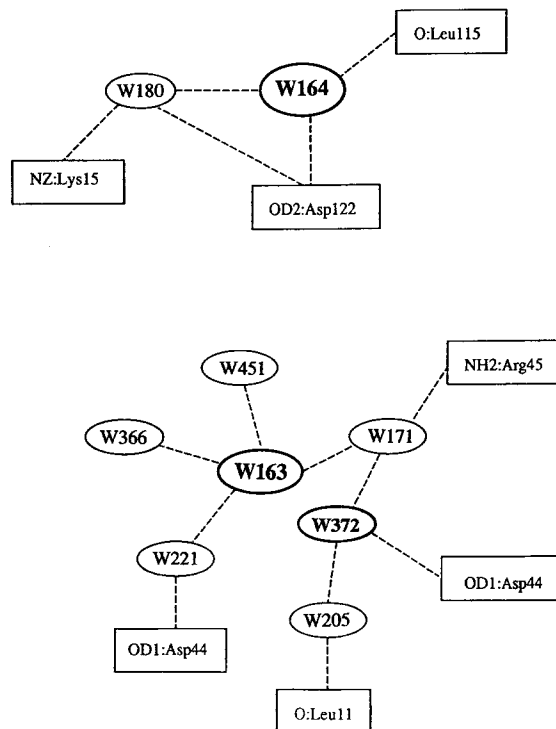 O:Leu115
W180
W164
NZ:Lys15
OD2:Asp122
W451
NH2:Arg45
W366
W171
W163
W372
W221
OD1:Asp44
W205
OD1:Asp44
O:Leu11